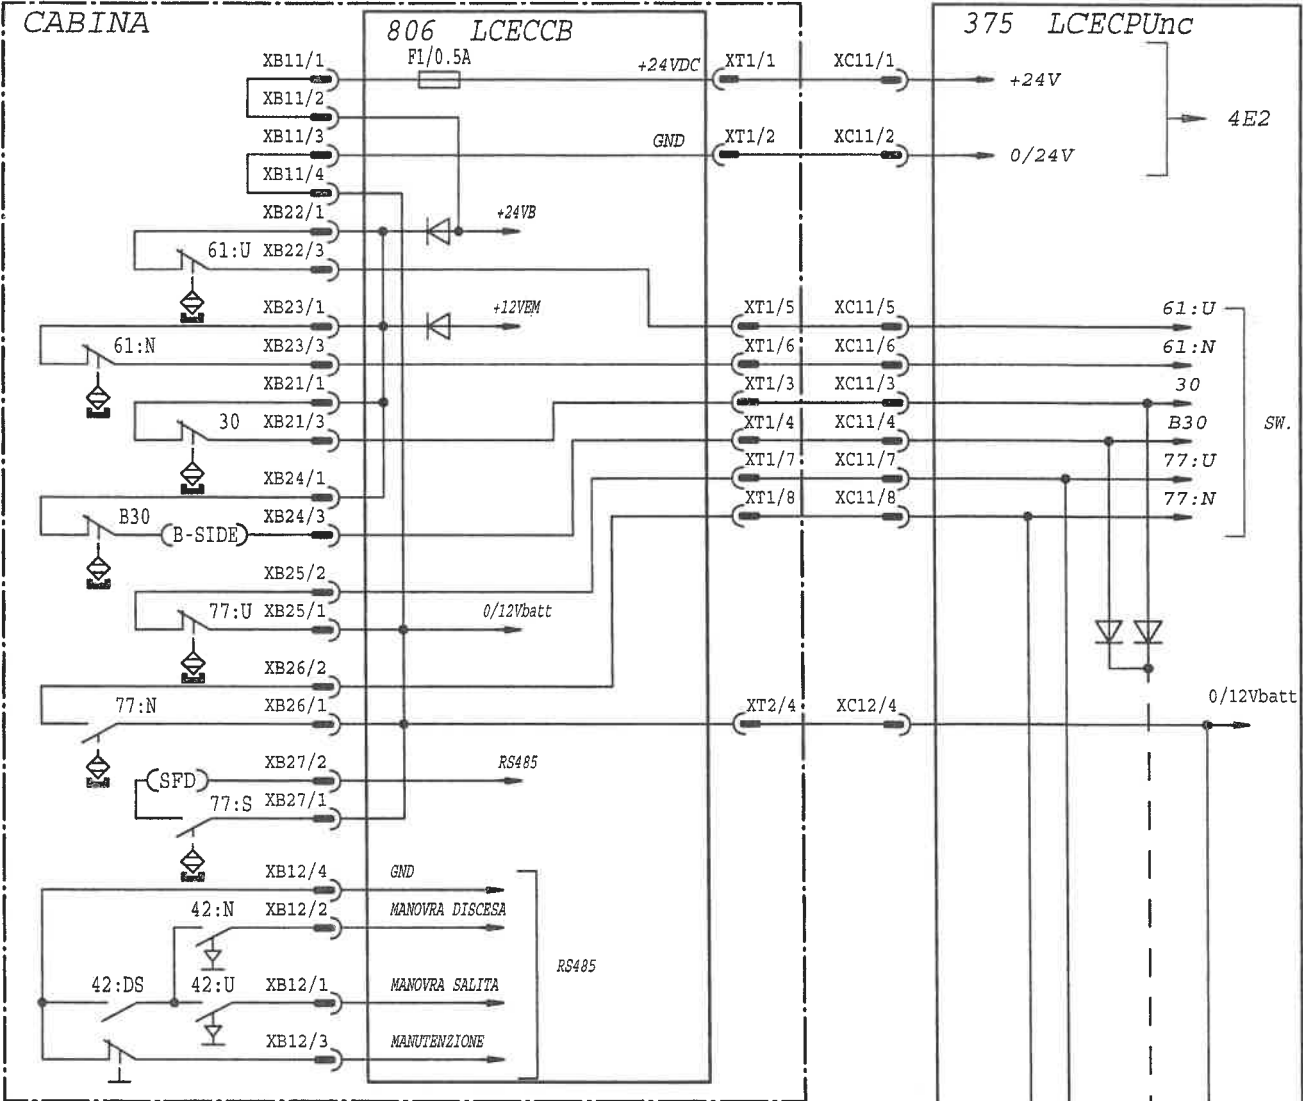 CABINA
806 LCECCB
375 LCECPUnc
XB11/1
F1/0.5A
+24VDC
XT1/1
XC11/1
+24V
XB11/2
4E2
XB11/3
GND
XT1/2
XC11/2
0/24V
XB11/4
XB22/1
+24VB
61:U
XB22/3
XB23/1
+12VEM
XT1/5
XC11/5
61:U
61:N
XB23/3
XT1/6
XC11/6
61:N
XB21/1
XT1/3
XC11/3
30
30
XB21/3
XT1/4
XC11/4
B30
SW.
XB24/1
XT1/7
XC11/7
77:U
B30
(B-SIDE)
XB24/3
XT1/8
XC11/8
77:N
XB25/2
77:U
XB25/1
0/12Vbatt
XB26/2
77:N
XB26/1
XT2/4
XC12/4
0/12Vbatt
(SFD)
XB27/2
RS485
77:S
XB27/1
XB12/4
GND
42:N
XB12/2
MANOVRA DISCESA
RS485
42:DS
42:U
XB12/1
MANOVRA SALITA
XB12/3
MANUTENZIONE